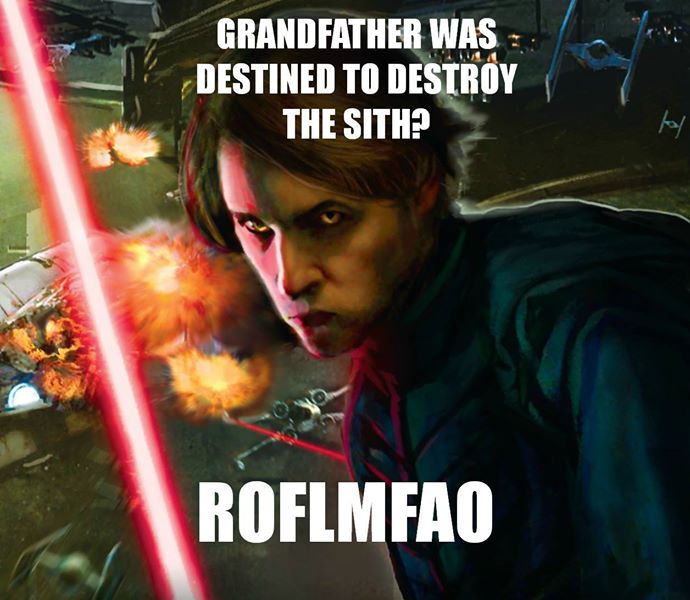 GRANDFATHER WAS
DESTINED TO DESTROY
THE SITH?
ROFLMFAO